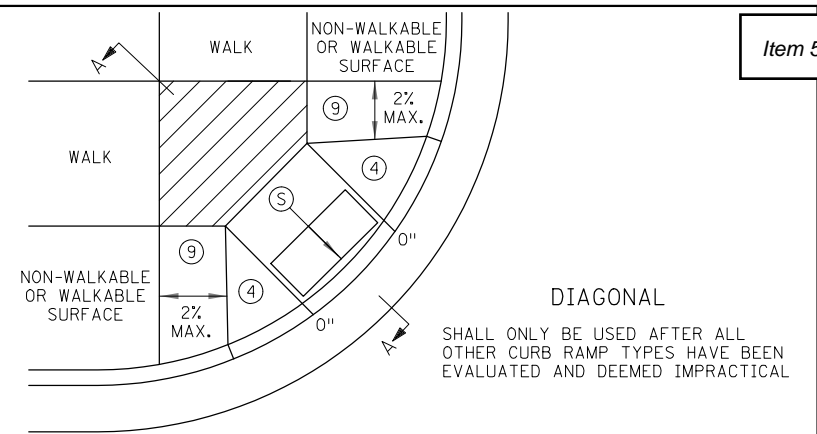 WALK
NON-WALKABLE
OR WALKABLE
SURFACE
Item 5
A
9
2%
MAX.
WALK
4
S
0"
9
NON-WALKABLE
OR WALKABLE
SURFACE
2%
MAX.
4
0"
A
DIAGONAL
SHALL ONLY BE USED AFTER ALL
OTHER CURB RAMP TYPES HAVE BEEN
EVALUATED AND DEEMED IMPRACTICAL